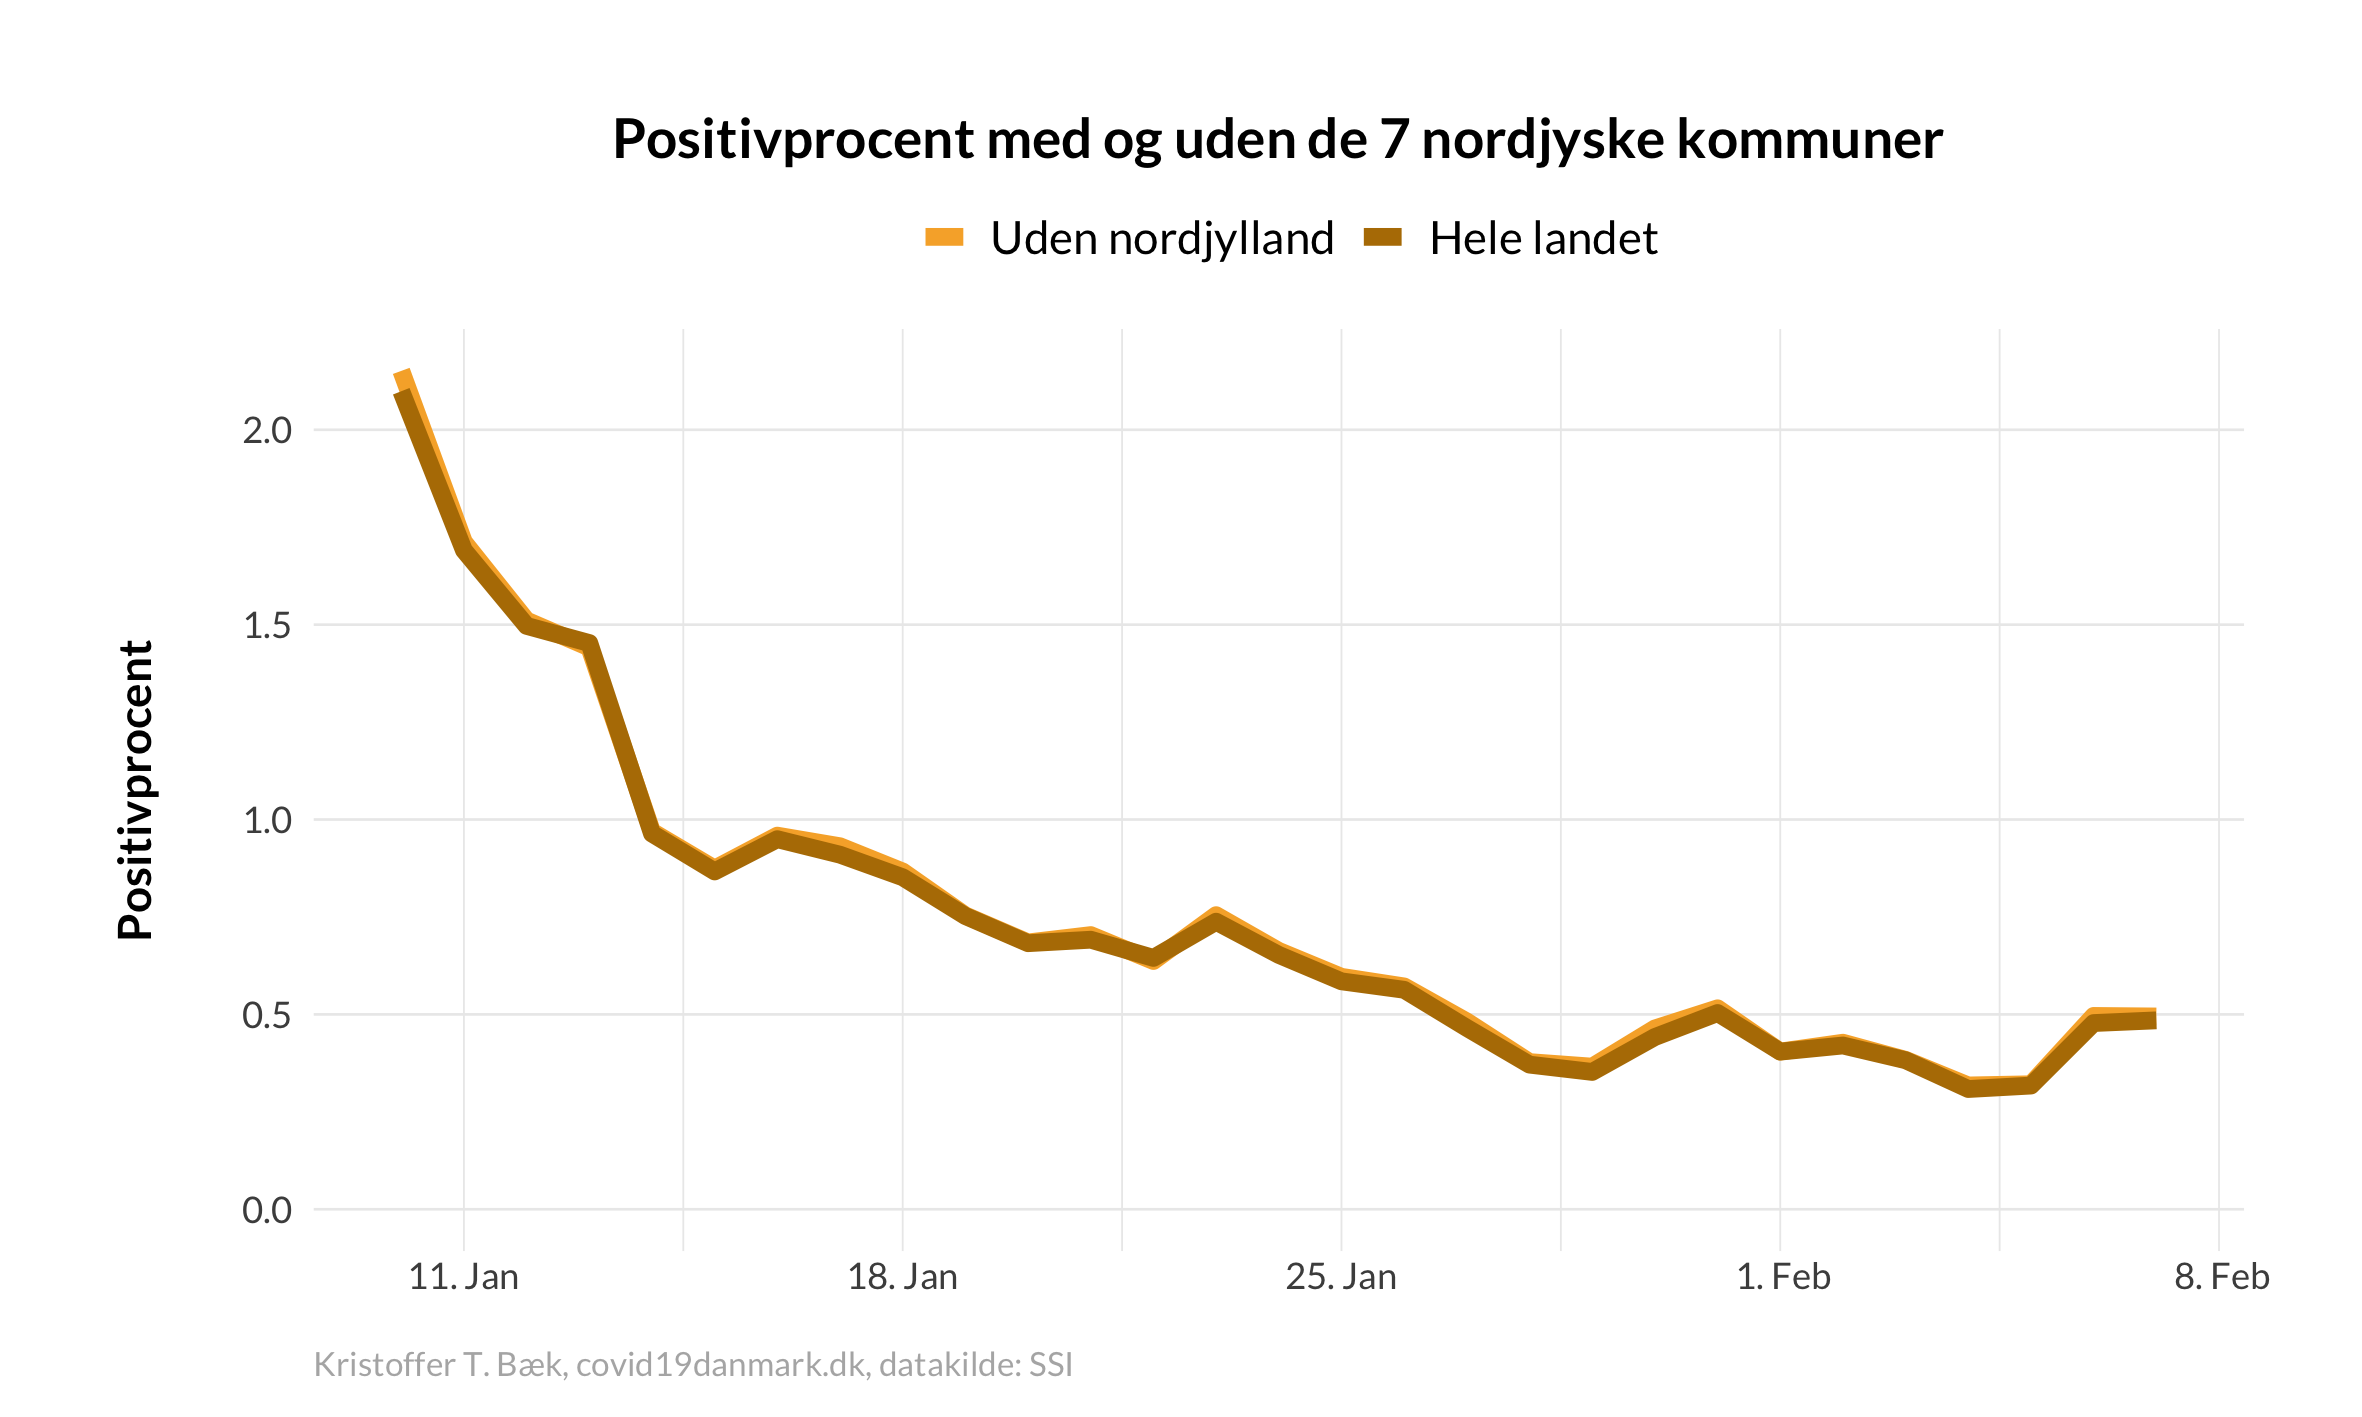 Positivprocent med og uden de 7 nordjyske kommuner
Uden nordjylland Hele landet
Positivprocent
2.0
1.5
1.0
0.5
0.0
11. Jan 18. Jan 25. Jan 1. Feb 8. Feb
Kristoffer T. Bæk, covid19danmark.dk, datakilde: SSI